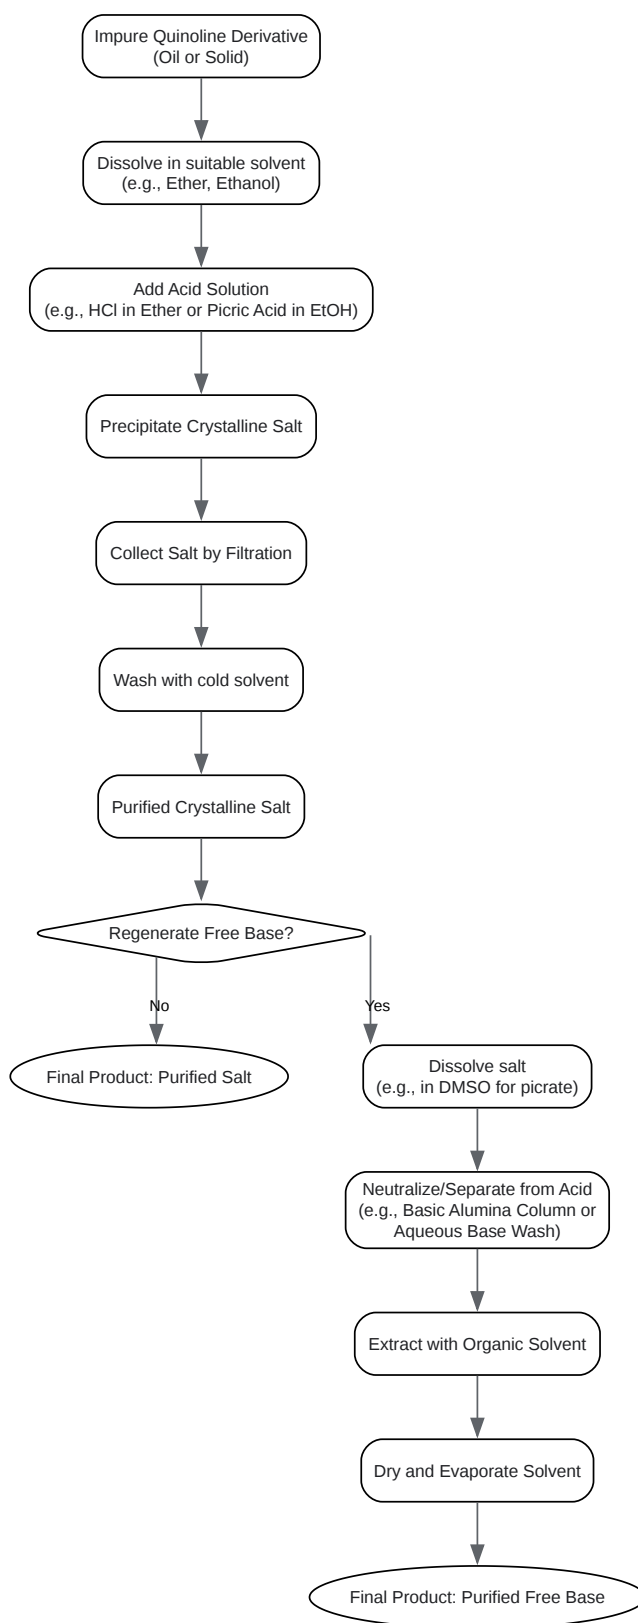 Impure Quinoline Derivative
(Oil or Solid)
Dissolve in suitable solvent
(e.g., Ether, Ethanol)
Add Acid Solution
(e.g., HCl in Ether or Picric Acid in EtOH)
Precipitate Crystalline Salt
Collect Salt by Filtration
Wash with cold solvent
Purified Crystalline Salt
Regenerate Free Base?
No
Yes
Final Product: Purified Salt
Dissolve salt
(e.g., in DMSO for picrate)
Neutralize/Separate from Acid
(e.g., Basic Alumina Column or
Aqueous Base Wash)
Extract with Organic Solvent
Dry and Evaporate Solvent
Final Product: Purified Free Base